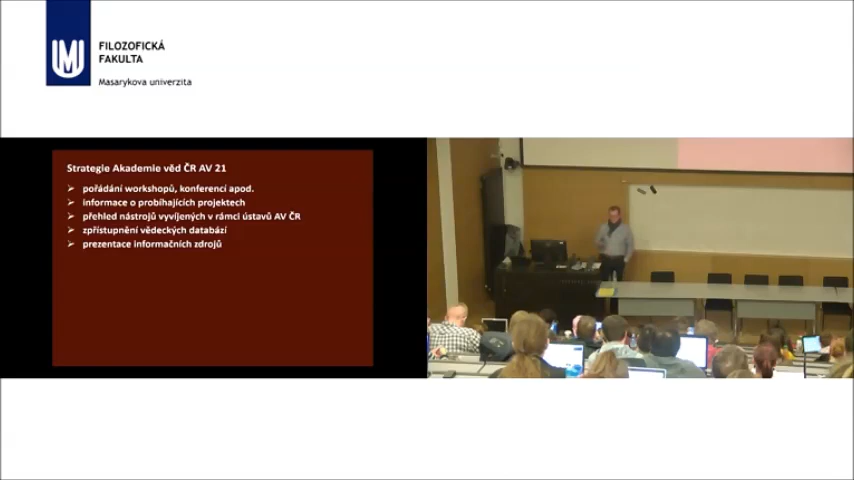 FILOZOFICKÁ
FAKULTA
Masarykova univerzita
Strategie Akademie věd ČR AV 21
pořádání workshopů, konferencí apod.
informace o probíhajících projektech
přehled nástrojů vyvíjených v rámci ústavů AV ČR
zpřístupnění vědeckých databází
prezentace informačních zdrojů